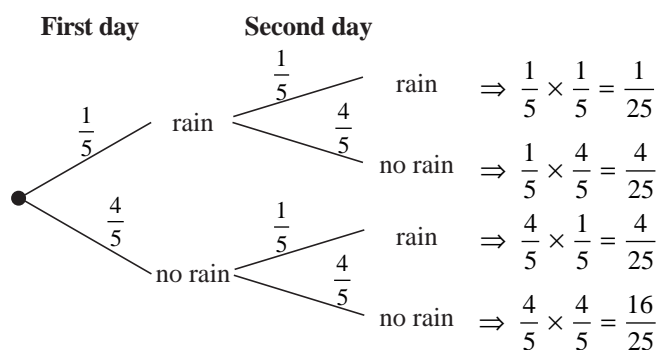 First day Second day
1/5 rain ⇒ 1/5 × 1/5 = 1/25
1/5 rain
4/5 no rain ⇒ 1/5 × 4/5 = 4/25
1/5 rain ⇒ 4/5 × 1/5 = 4/25
4/5 no rain
4/5 no rain ⇒ 4/5 × 4/5 = 16/25